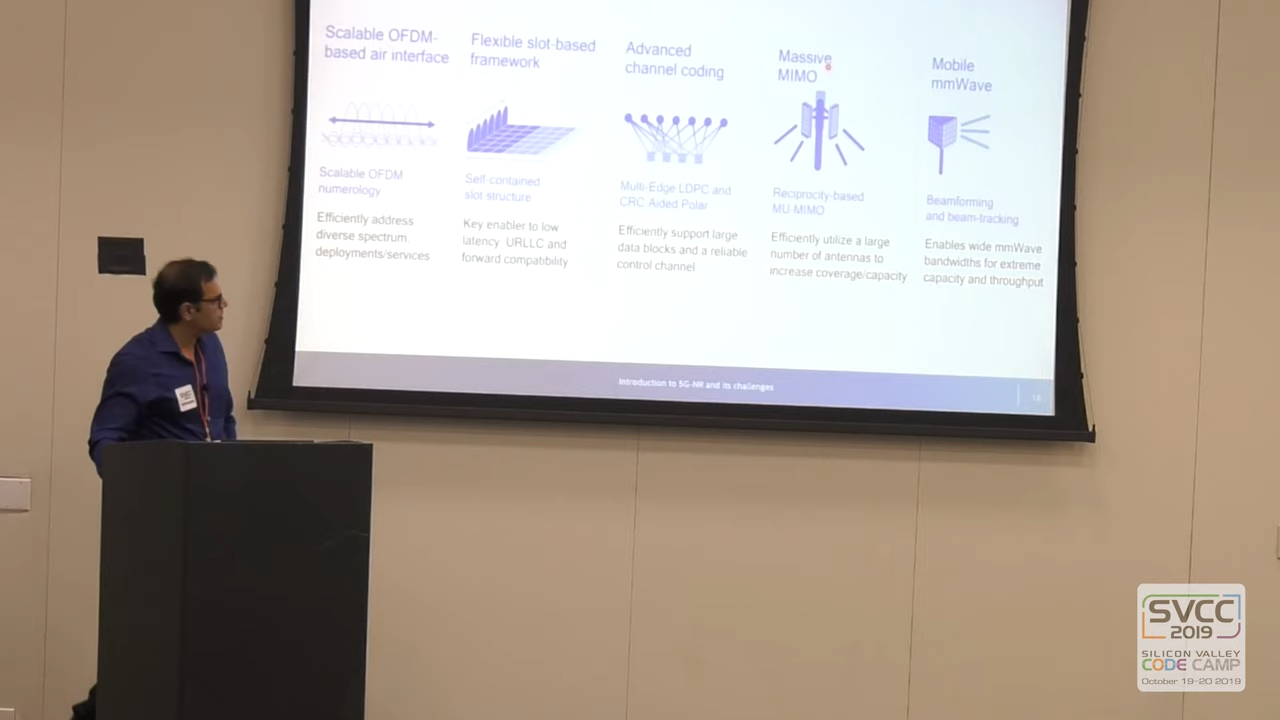 Scalable OFDM-
based air interface
Scalable OFDM
numerology
Efficiently address
diverse spectrum,
deployments/services
Flexible slot-based
framework
Self-contained
slot structure
Key enabler to low
latency, URLLC and
forward compatibility
Advanced
channel coding
Multi-Edge LDPC and
CRC Aided Polar
Efficiently support large
data blocks and a reliable
control channel
Massive
MIMO
Reciprocity-based
MU-MIMO
Efficiently utilize a large
number of antennas to
increase coverage/capacity
Mobile
mmWave
Beamforming
and beam-tracking
Enables wide mmWave
bandwidths for extreme
capacity and throughput
Introduction to 5G-NR and its challenges
SVCC
2019
SILICON VALLEY
CODE CAMP
October 19-20 2019